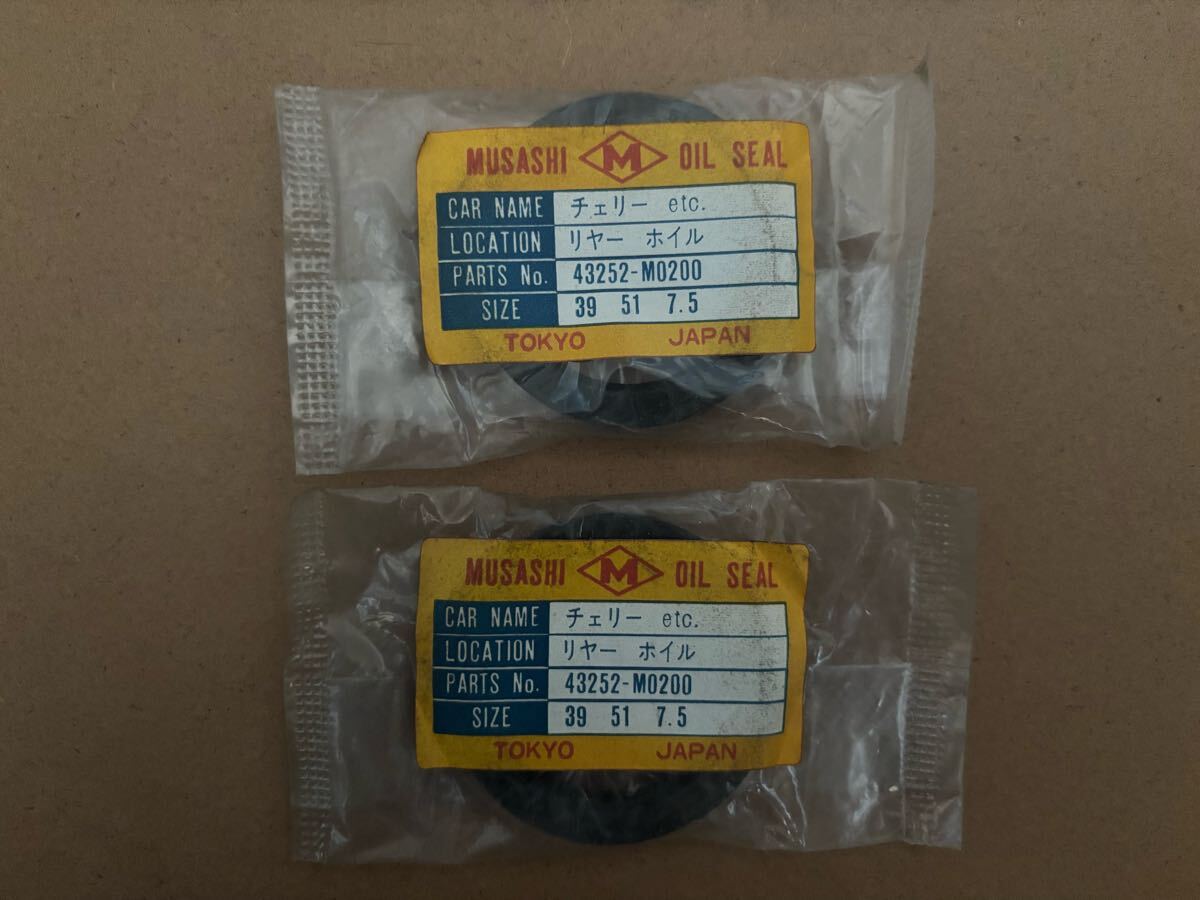 MUSASHI M OIL SEAL
CAR NAME チェリー etc.
LOCATION リヤー ホイル
PARTS No. 43252-M0200
SIZE 39 51 7.5
TOKYO JAPAN
MUSASHI M OIL SEAL
CAR NAME チェリー etc.
LOCATION リヤー ホイル
PARTS No. 43252-M0200
SIZE 39 51 7.5
TOKYO JAPAN